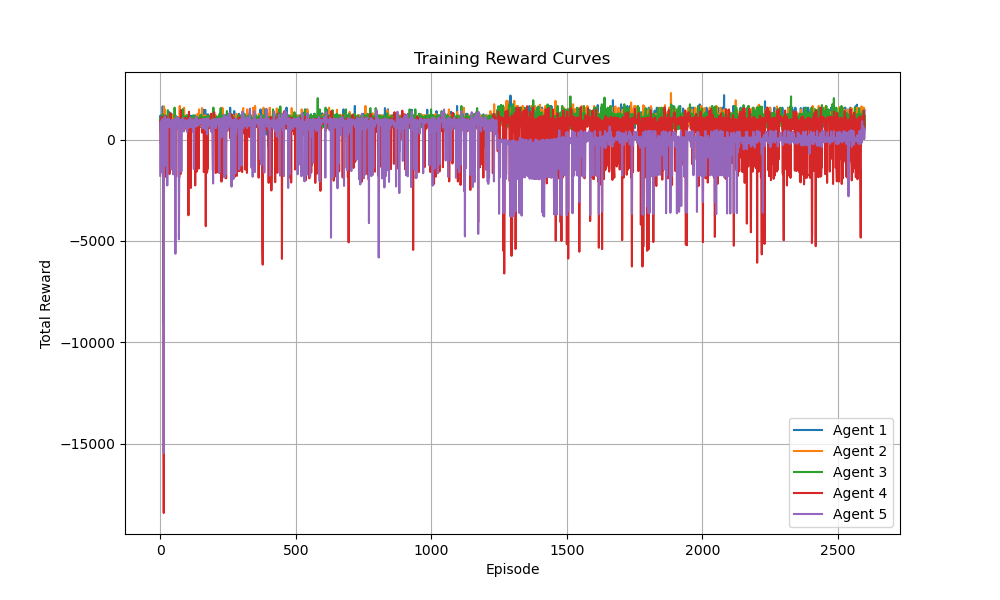 Training Reward Curves
Total Reward
0
−5000
−10000
−15000
0 500 1000 1500 2000 2500
Episode
Agent 1
Agent 2
Agent 3
Agent 4
Agent 5